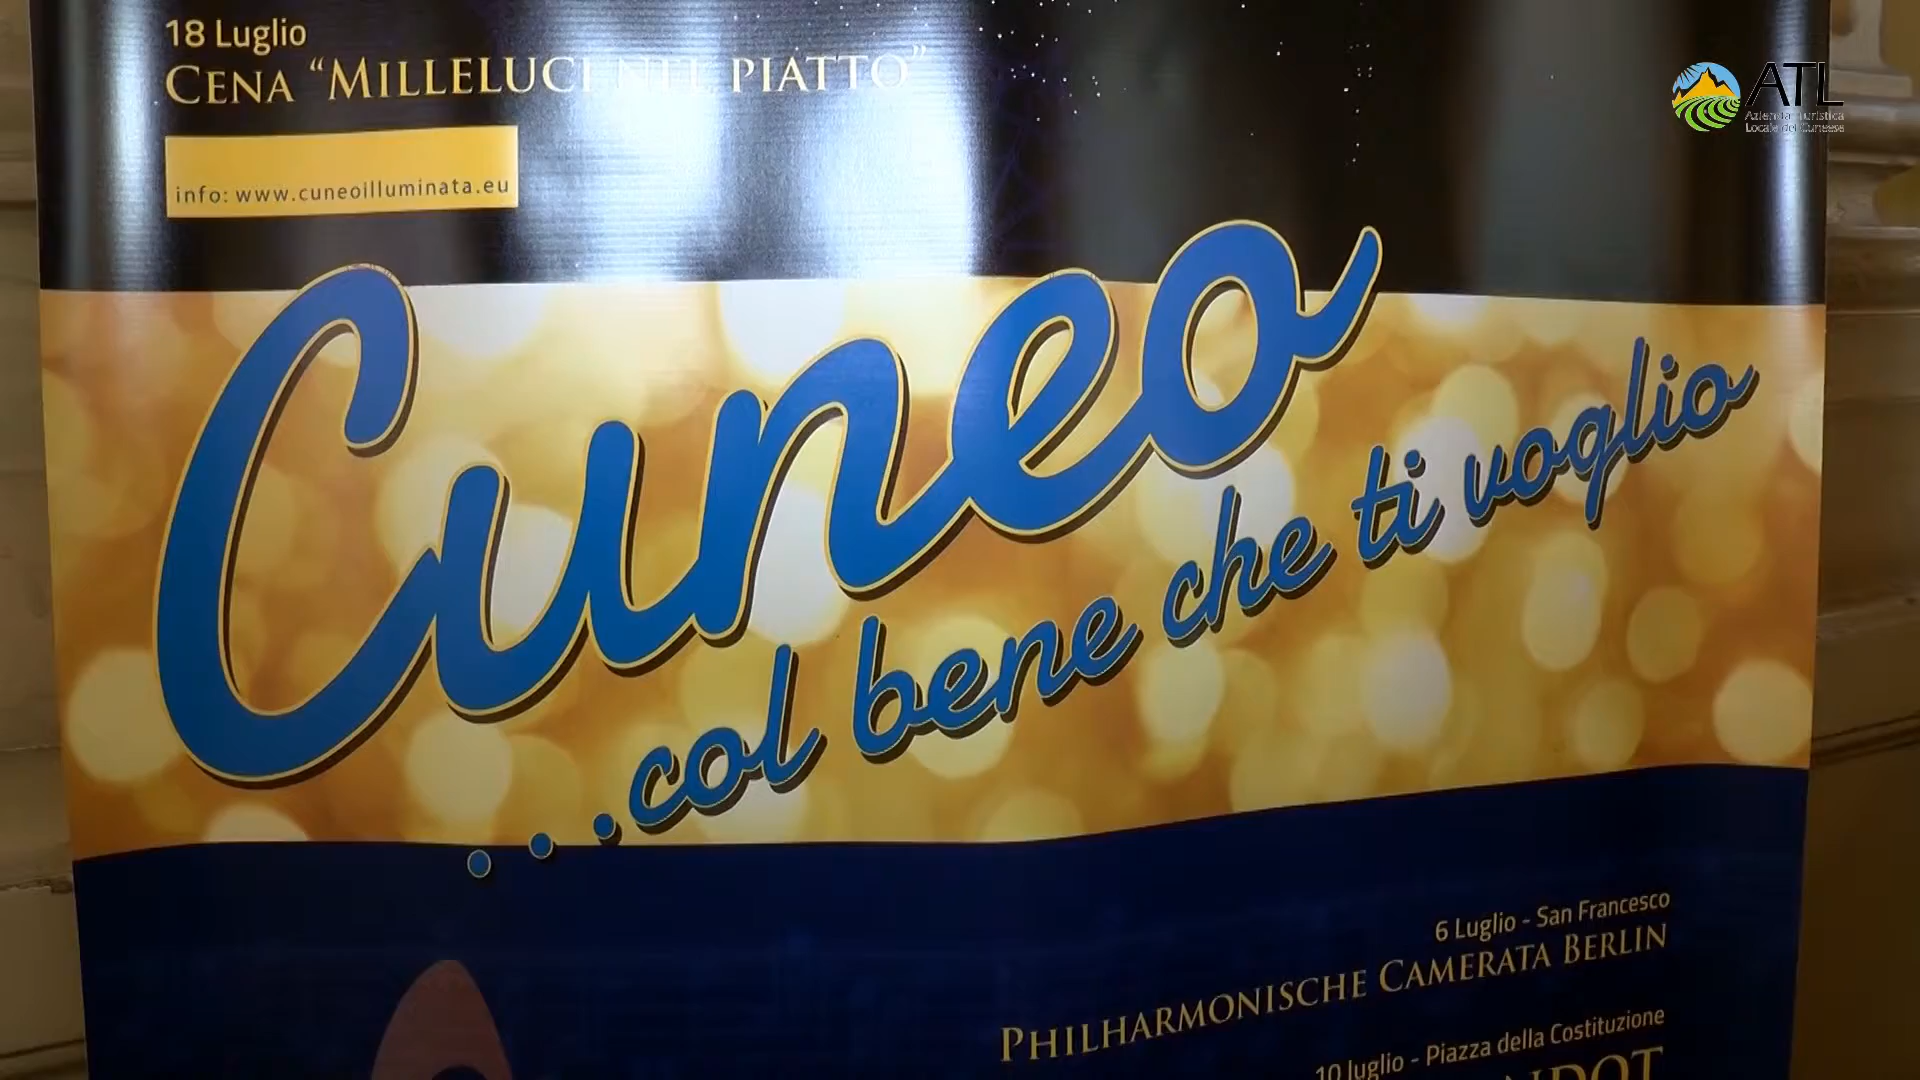 18 Luglio
CENA "MILLELUCI NEL PIATTO"
info: www.cuneoilluminata.eu
ATL
Azienda Turistica
Locale del Cuneese
Cuneo
...col bene che ti voglio
6 Luglio - San Francesco
PHILHARMONISCHE CAMERATA BERLIN
10 luglio - Piazza della Costituzione